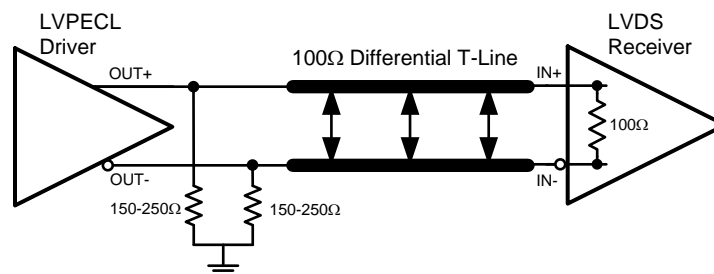 LVPECL
Driver
LVDS
Receiver
100Ω Differential T-Line
OUT+
IN+
100Ω
OUT-
IN-
150-250Ω
150-250Ω